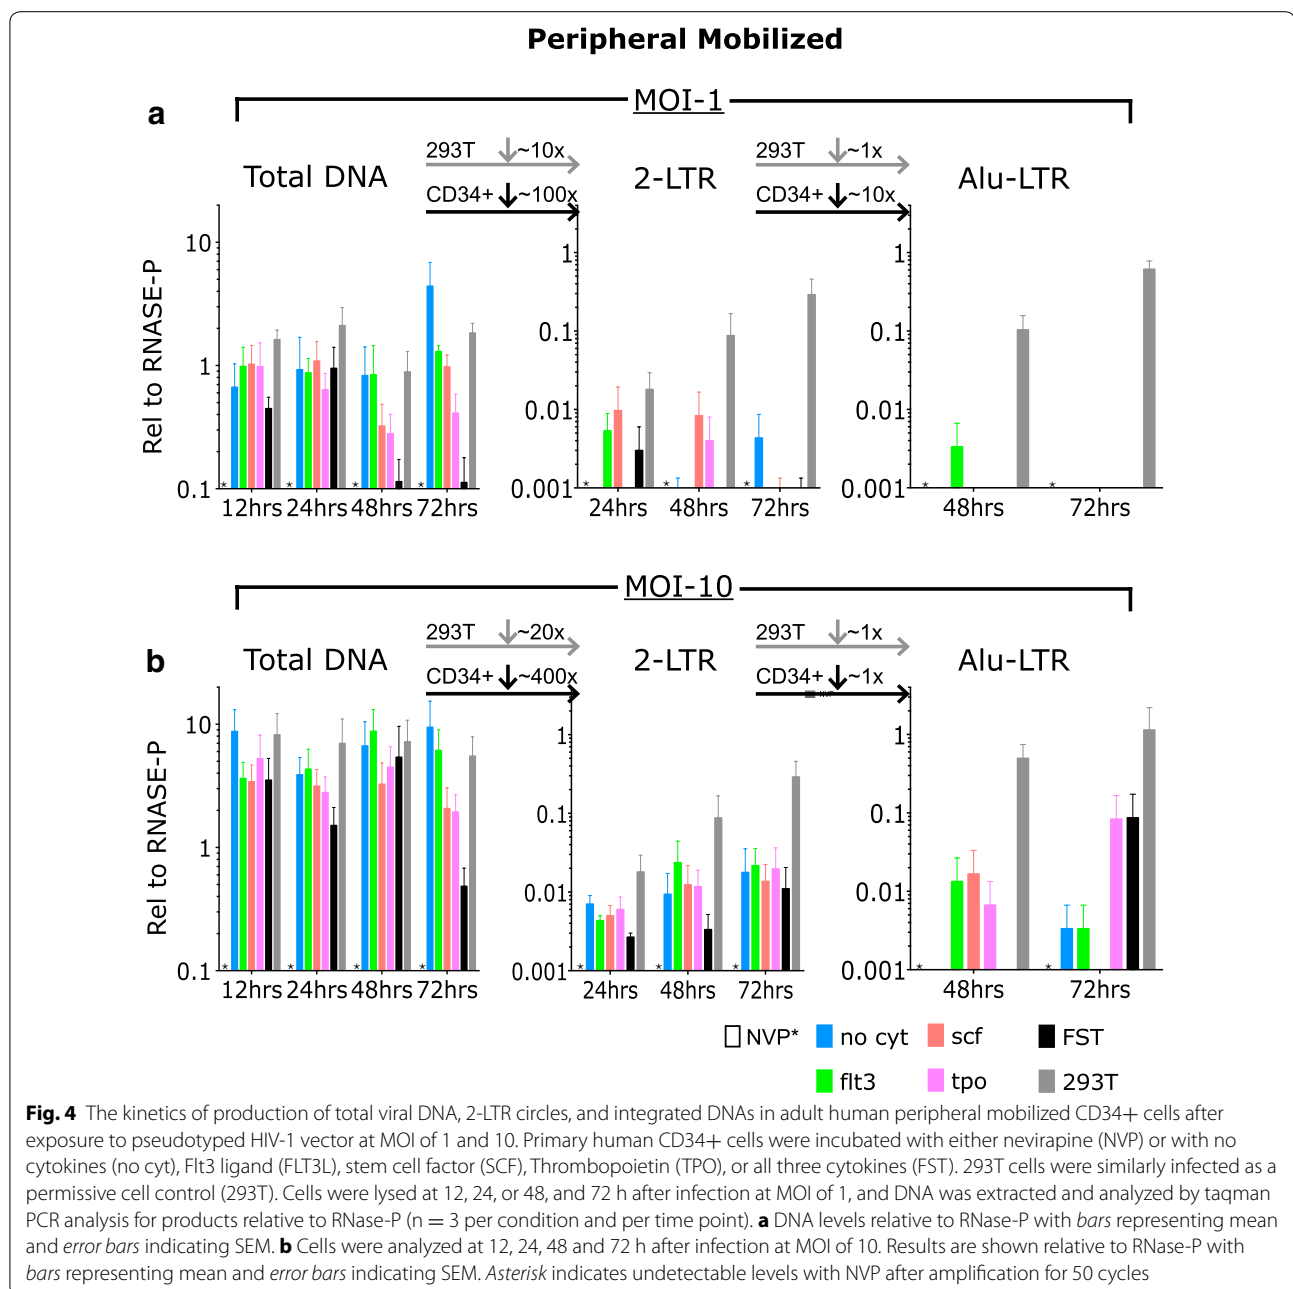 Peripheral Mobilized
a
MOI-1
293T ~10x
CD34+ ~100x
293T ~1x
CD34+ ~10x
Total DNA
2-LTR
Alu-LTR
Rel to RNASE-P
10
1
0.1
* * * *
12hrs 24hrs 48hrs 72hrs
1
0.1
0.01
0.001
* * *
24hrs 48hrs 72hrs
1
0.1
0.01
0.001
* *
48hrs 72hrs
MOI-10
b
293T ~20x
CD34+ ~400x
293T ~1x
CD34+ ~1x
Total DNA
2-LTR
Alu-LTR
Rel to RNASE-P
10
1
0.1
* * * *
12hrs 24hrs 48hrs 72hrs
NVP
1
0.1
0.01
0.001
* * *
24hrs 48hrs 72hrs
1
0.1
0.01
0.001
* *
48hrs 72hrs
NVP* no cyt scf FST
flt3 tpo 293T
Fig. 4 The kinetics of production of total viral DNA, 2-LTR circles, and integrated DNAs in adult human peripheral mobilized CD34+ cells after
exposure to pseudotyped HIV-1 vector at MOI of 1 and 10. Primary human CD34+ cells were incubated with either nevirapine (NVP) or with no
cytokines (no cyt), Flt3 ligand (FLT3L), stem cell factor (SCF), Thrombopoietin (TPO), or all three cytokines (FST). 293T cells were similarly infected as a
permissive cell control (293T). Cells were lysed at 12, 24, or 48, and 72 h after infection at MOI of 1, and DNA was extracted and analyzed by taqman
PCR analysis for products relative to RNase-P (n = 3 per condition and per time point). a DNA levels relative to RNase-P with bars representing mean
and error bars indicating SEM. b Cells were analyzed at 12, 24, 48 and 72 h after infection at MOI of 10. Results are shown relative to RNase-P with
bars representing mean and error bars indicating SEM. Asterisk indicates undetectable levels with NVP after amplification for 50 cycles